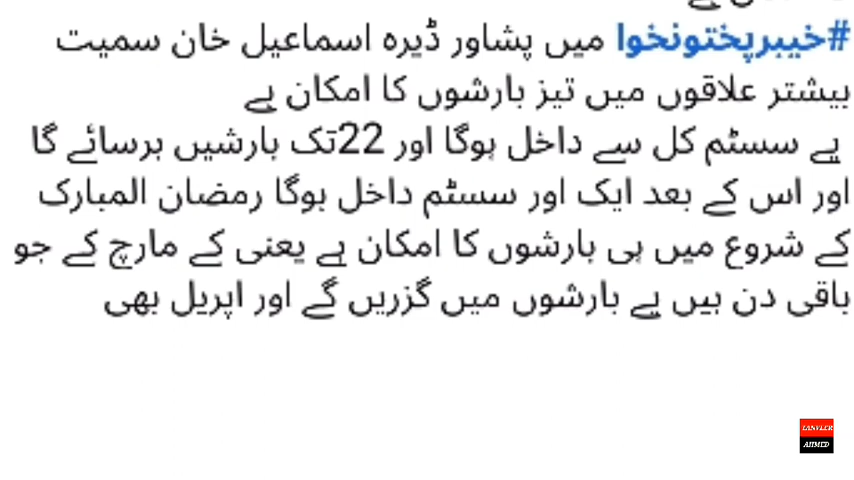 #خیبرپختونخوا میں پشاور ڈیرہ اسماعیل خان سمیت
بیشتر علاقوں میں تیز بارشوں کا امکان ہے
یے سسٹم کل سے داخل ہوگا اور 22تک بارشیں برسائے گا
اور اس کے بعد ایک اور سسٹم داخل ہوگا رمضان المبارک
کے شروع میں ہی بارشوں کا امکان ہے یعنی کے مارچ کے جو
باقی دن ہیں یے بارشوں میں گزریں گے اور اپریل بھی
AHMED